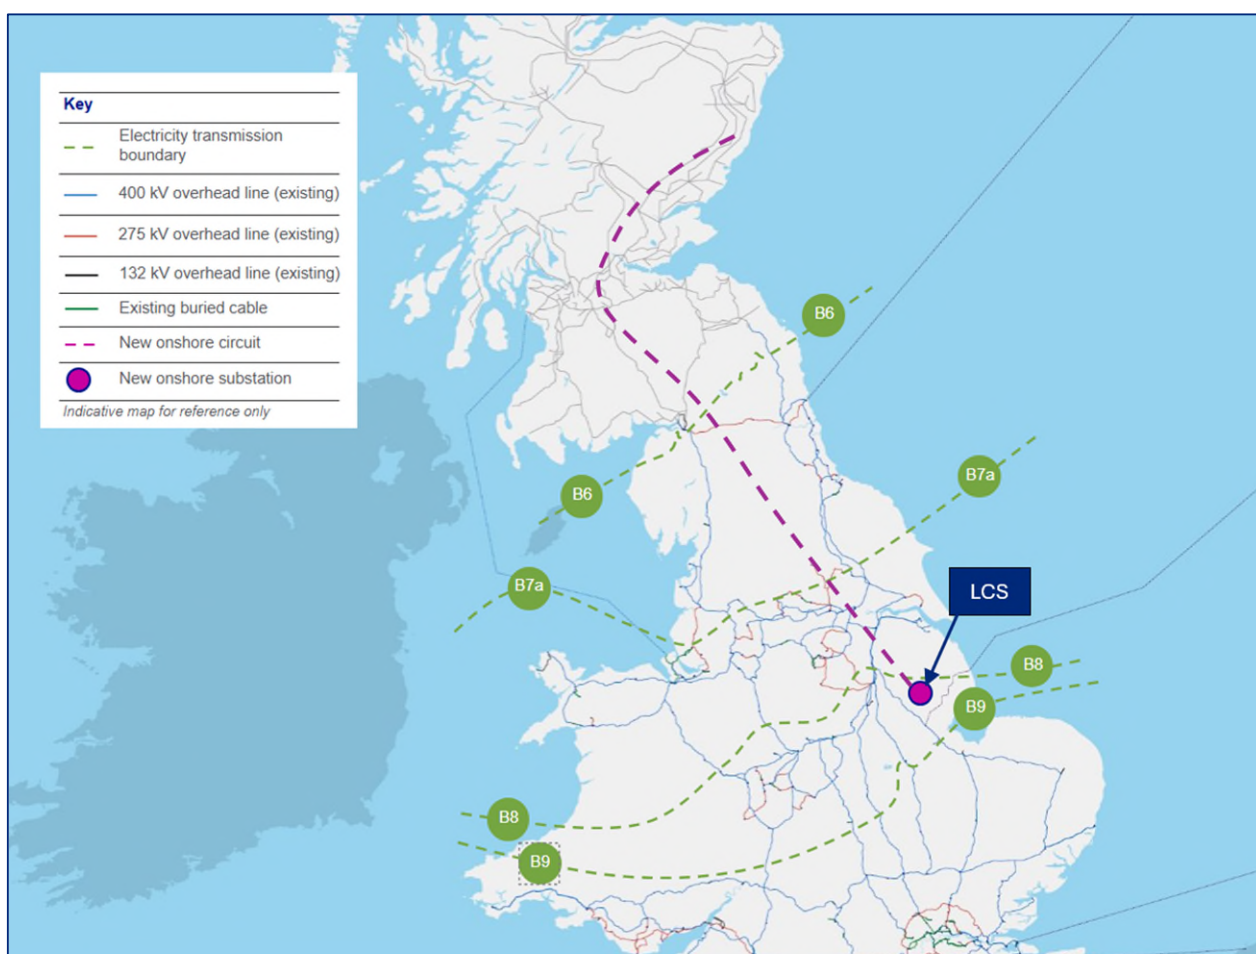 Key
Electricity transmission
boundary
400 kV overhead line (existing)
275 kV overhead line (existing)
132 kV overhead line (existing)
Existing buried cable
New onshore circuit
New onshore substation
Indicative map for reference only
B6
B7a
B6
B7a
LCS
B8
B9
B8
B9